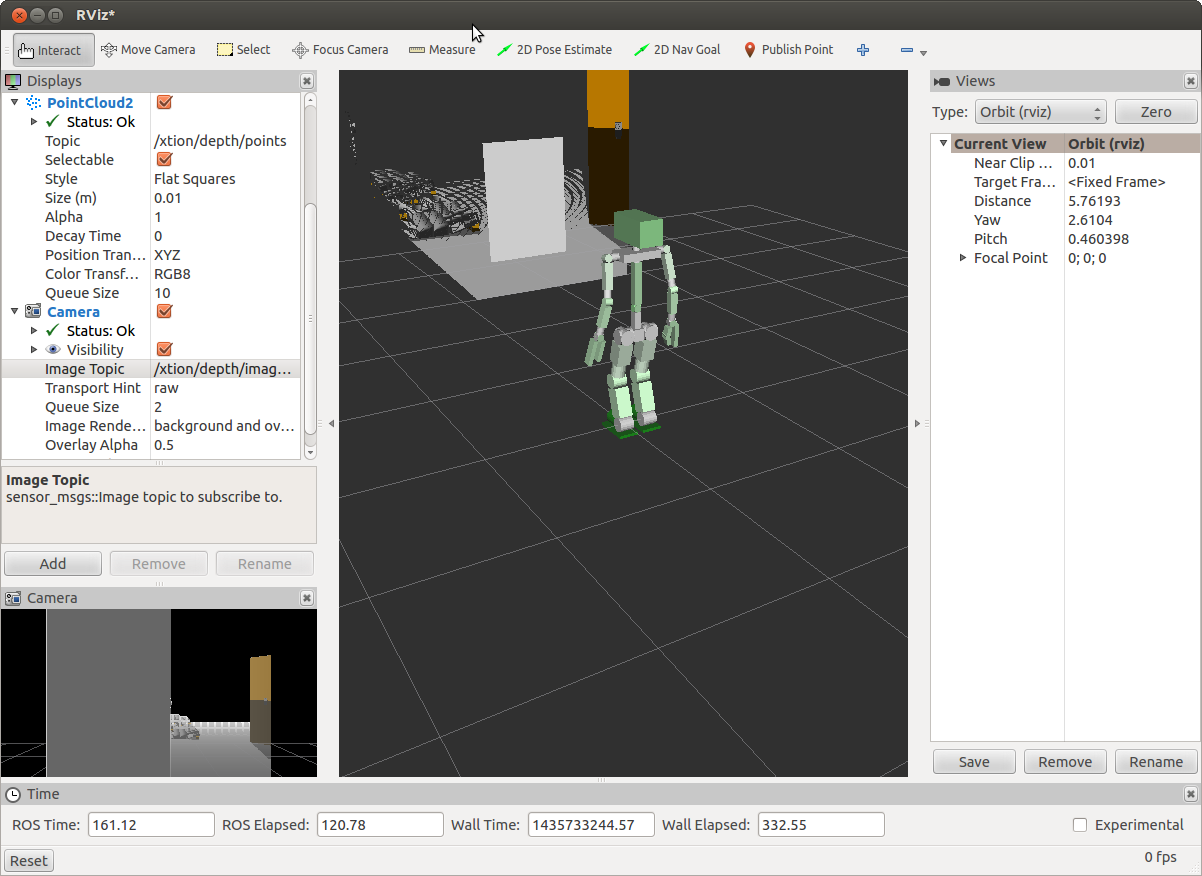 RViz*
Interact Move Camera Select Focus Camera Measure 2D Pose Estimate 2D Nav Goal Publish Point
Displays
PointCloud2
Status: Ok
Topic /xtion/depth/points
Selectable
Style Flat Squares
Size (m) 0.01
Alpha 1
Decay Time 0
Position Tran... XYZ
Color Transf... RGB8
Queue Size 10
Camera
Status: Ok
Visibility
Image Topic /xtion/depth/imag...
Transport Hint raw
Queue Size 2
Image Rende... background and ov...
Overlay Alpha 0.5
Image Topic
sensor_msgs::Image topic to subscribe to.
Add Remove Rename
Camera
Views
Type: Orbit (rviz) Zero
Current View Orbit (rviz)
Near Clip ... 0.01
Target Fra... <Fixed Frame>
Distance 5.76193
Yaw 2.6104
Pitch 0.460398
Focal Point 0; 0; 0
Save Remove Rename
Time
ROS Time: 161.12 ROS Elapsed: 120.78 Wall Time: 1435733244.57 Wall Elapsed: 332.55 Experimental
Reset 0 fps